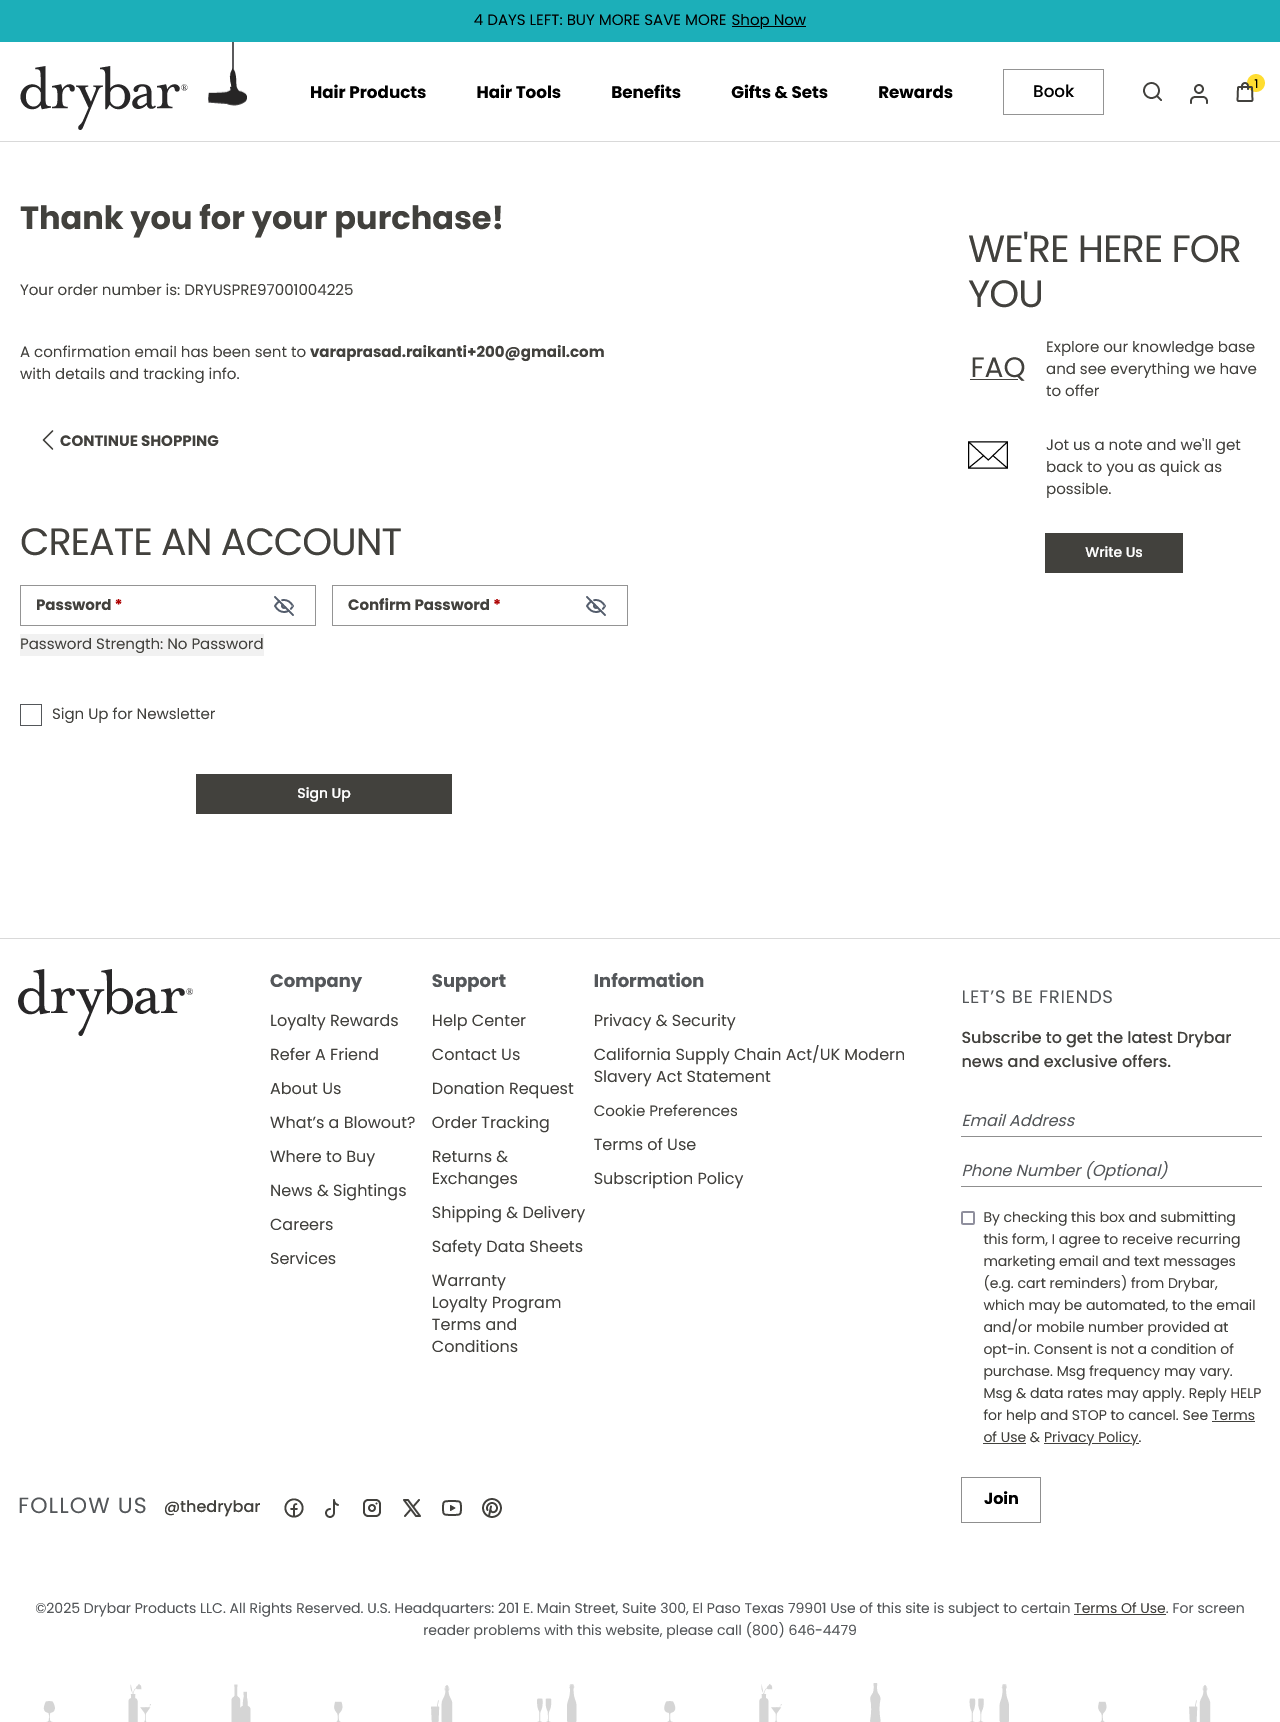 4 DAYS LEFT: BUY MORE SAVE MORE Shop Now
drybar®
Hair Products
Hair Tools
Benefits
Gifts & Sets
Rewards
Book
1
Thank you for your purchase!
Your order number is: DRYUSPRE97001004225
A confirmation email has been sent to varaprasad.raikanti+200@gmail.com
with details and tracking info.
CONTINUE SHOPPING
WE'RE HERE FOR
YOU
FAQ
Explore our knowledge base
and see everything we have
to offer
Jot us a note and we'll get
back to you as quick as
possible.
Write Us
CREATE AN ACCOUNT
Password *
Confirm Password *
Password Strength: No Password
Sign Up for Newsletter
Sign Up
drybar®
Company
Loyalty Rewards
Refer A Friend
About Us
What’s a Blowout?
Where to Buy
News & Sightings
Careers
Services
Support
Help Center
Contact Us
Donation Request
Order Tracking
Returns &
Exchanges
Shipping & Delivery
Safety Data Sheets
Warranty
Loyalty Program
Terms and
Conditions
Information
Privacy & Security
California Supply Chain Act/UK Modern
Slavery Act Statement
Cookie Preferences
Terms of Use
Subscription Policy
LET’S BE FRIENDS
Subscribe to get the latest Drybar
news and exclusive offers.
Email Address
Phone Number (Optional)
By checking this box and submitting
this form, I agree to receive recurring
marketing email and text messages
(e.g. cart reminders) from Drybar,
which may be automated, to the email
and/or mobile number provided at
opt-in. Consent is not a condition of
purchase. Msg frequency may vary.
Msg & data rates may apply. Reply HELP
for help and STOP to cancel. See Terms
of Use & Privacy Policy.
Join
FOLLOW US
@thedrybar
©2025 Drybar Products LLC. All Rights Reserved. U.S. Headquarters: 201 E. Main Street, Suite 300, El Paso Texas 79901 Use of this site is subject to certain Terms Of Use. For screen
reader problems with this website, please call (800) 646-4479